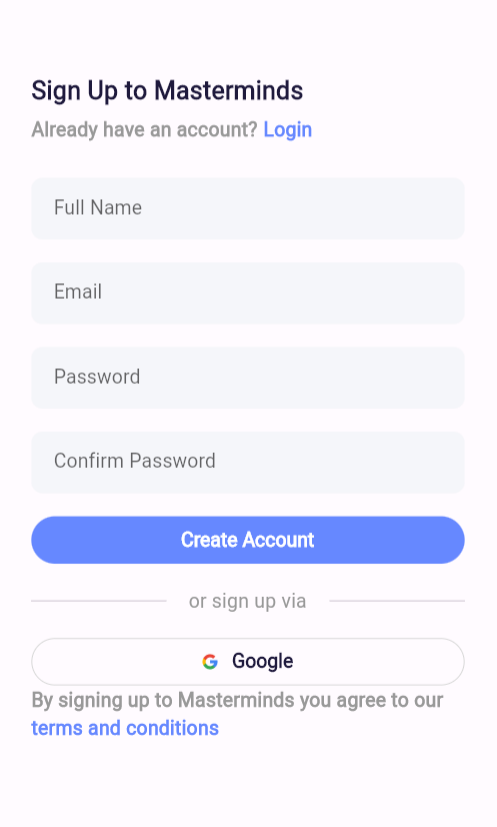 Sign Up to Masterminds
Already have an account? Login
Full Name
Email
Password
Confirm Password
Create Account
or sign up via
Google
By signing up to Masterminds you agree to our
terms and conditions